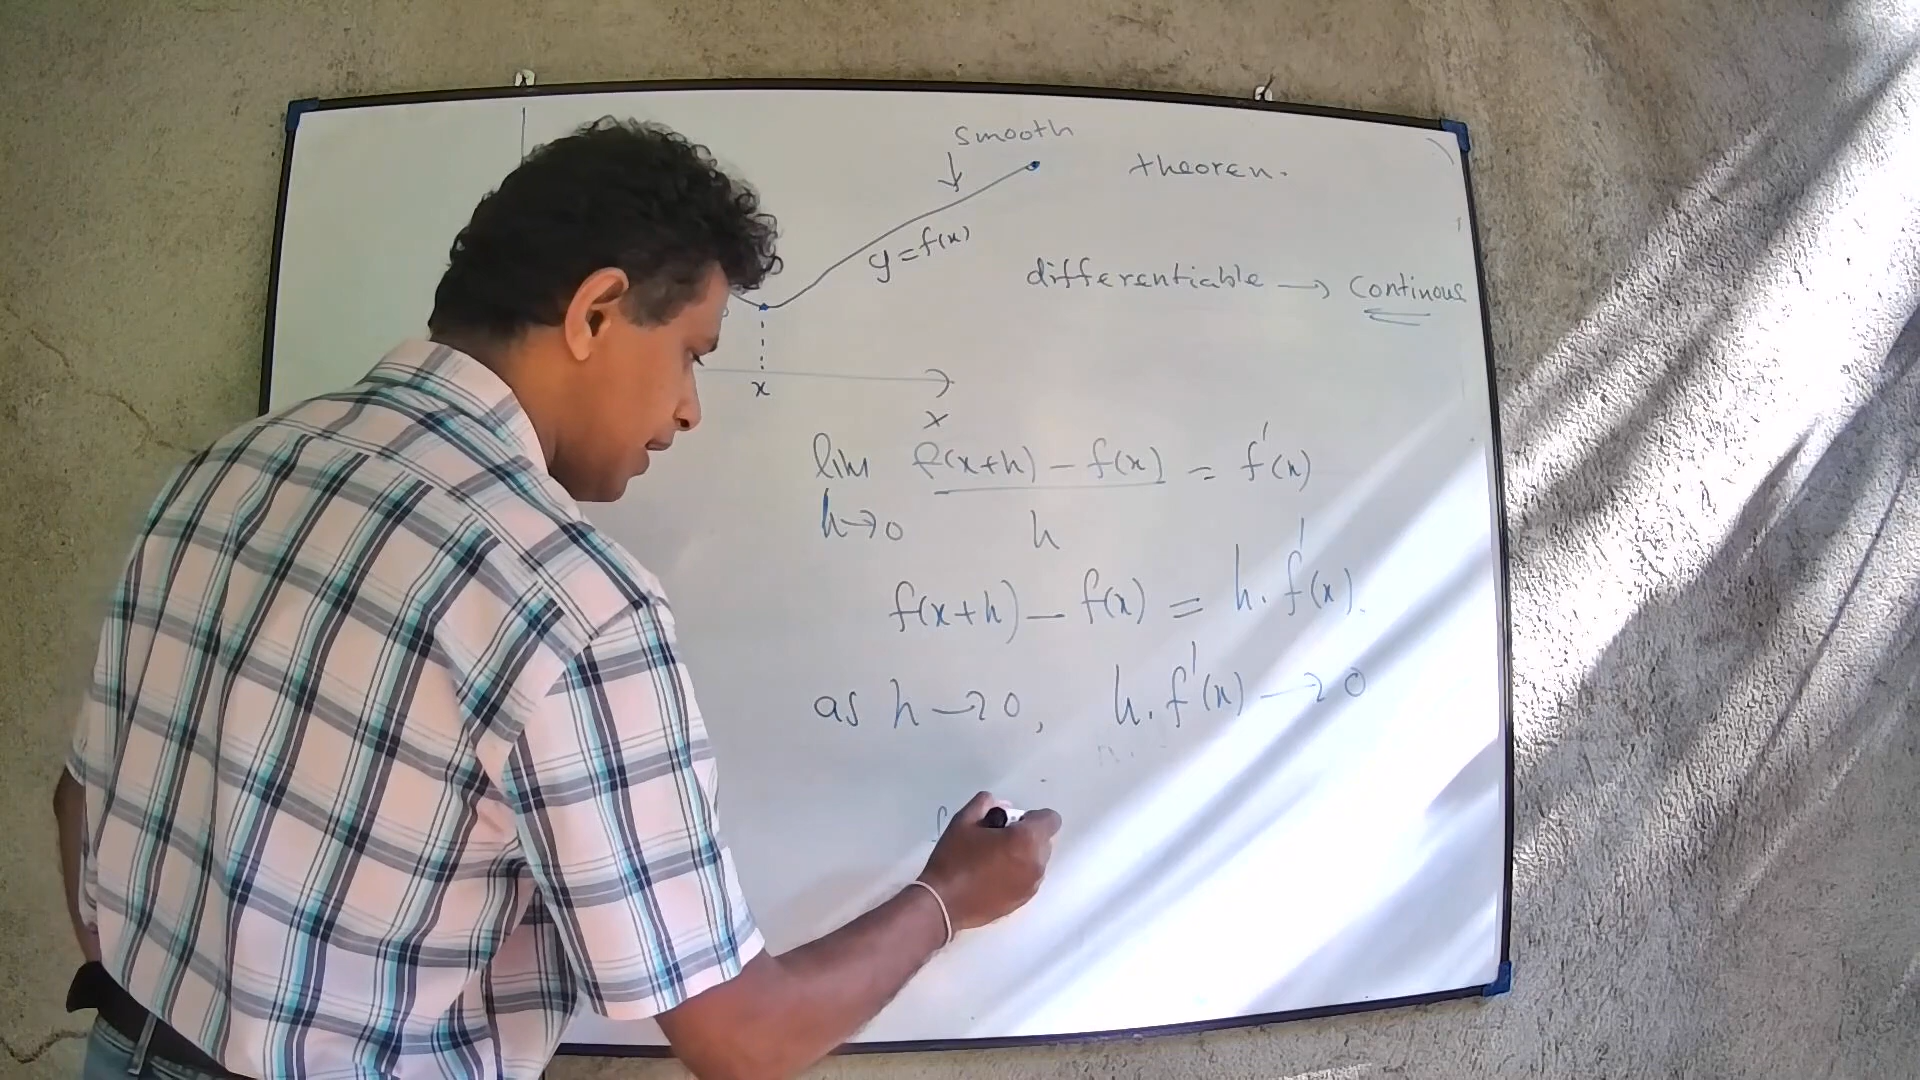 smooth
theoren.
y=f(x)
differentiable → Continous
x
x
lim f(x+h) – f(x) = f'(x)
h→0 h
f(x+h) – f(x) = h. f'(x).
as h→0, h. f'(x) → 0
f